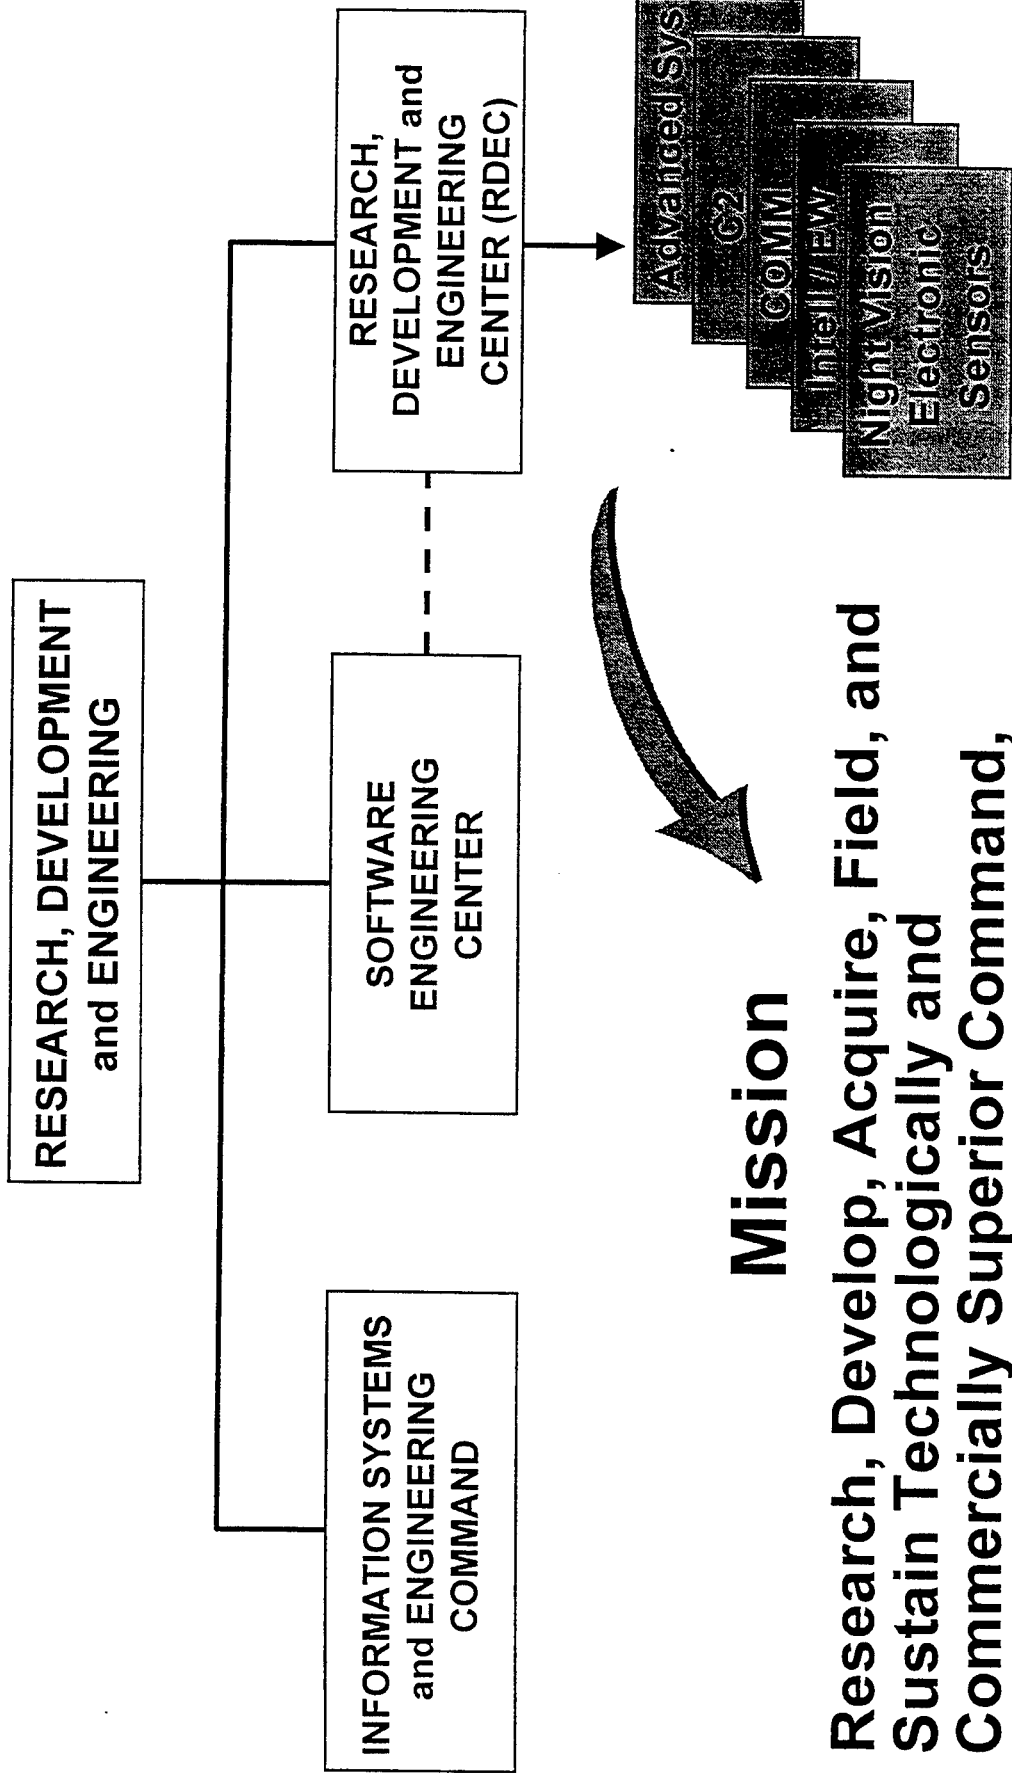 RESEARCH, DEVELOPMENT
and ENGINEERING
INFORMATION SYSTEMS
and ENGINEERING
COMMAND
SOFTWARE
ENGINEERING
CENTER
RESEARCH,
DEVELOPMENT and
ENGINEERING
CENTER (RDEC)
Advanced Sys
C2
COMM
Intell/EW
Night Vision
Electronic
Sensors
Mission
Research, Develop, Acquire, Field, and
Sustain Technologically and
Commercially Superior Command,